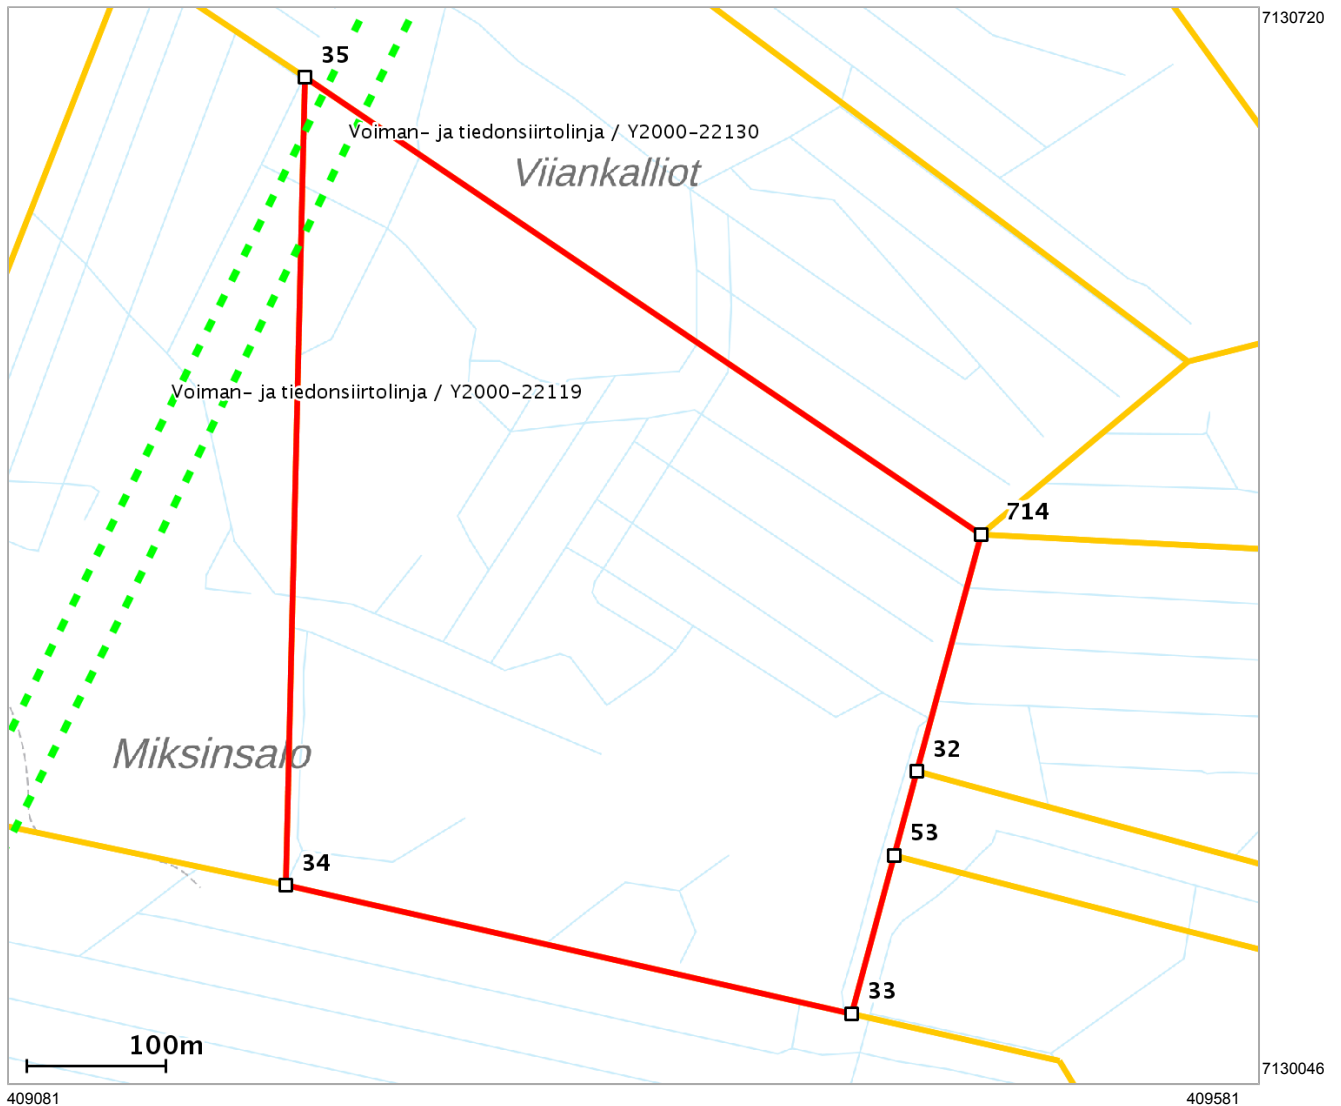 7130720
35
Voiman- ja tiedonsiirtolinja / Y2000-22130
Viiankalliot
Voiman- ja tiedonsiirtolinja / Y2000-22119
714
32
Miksinsalo
53
34
33
100m
7130046
409081
409581